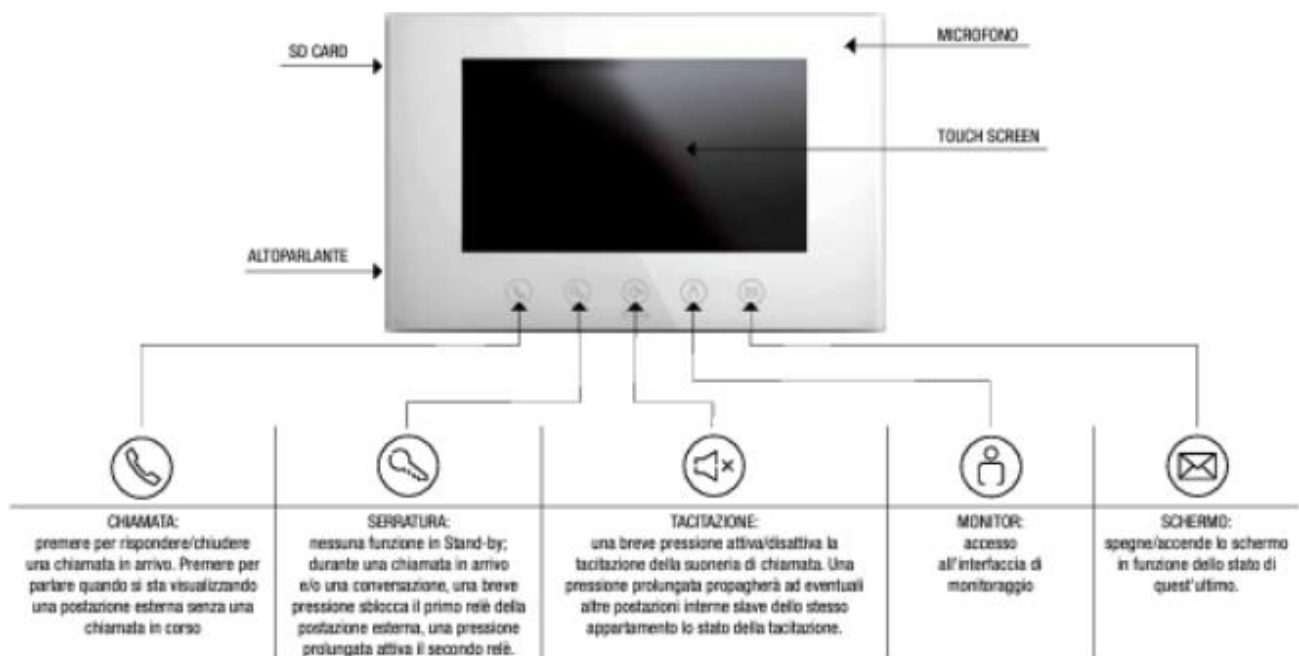 SD CARD
MICROFONO
TOUCH SCREEN
ALTOPARLANTE
CHIAMATA:
premere per rispondere/chiudere
una chiamata in arrivo. Premere per
parlare quando si sta visualizzando
una postazione esterna senza una
chiamata in corso
SERRATURA:
nessuna funzione in Stand-by;
durante una chiamata in arrivo
e/o una conversazione, una breve
pressione sblocca il primo relè della
postazione esterna, una pressione
prolungata attiva il secondo relè.
TACITAZIONE:
una breve pressione attiva/disattiva la
tacitazione della suoneria di chiamata. Una
pressione prolungata propagherà ad eventuali
altre postazioni interne slave dello stesso
appartamento lo stato della tacitazione.
MONITOR:
accesso
all'interfaccia di
monitoraggio
SCHERMO:
spegne/accende lo schermo
in funzione dello stato di
quest'ultimo.